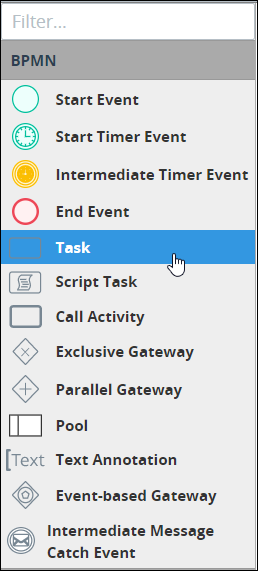 Filter...
BPMN
Start Event
Start Timer Event
Intermediate Timer Event
End Event
Task
Script Task
Call Activity
Exclusive Gateway
Parallel Gateway
Pool
[Text Text Annotation
Event-based Gateway
Intermediate Message
Catch Event